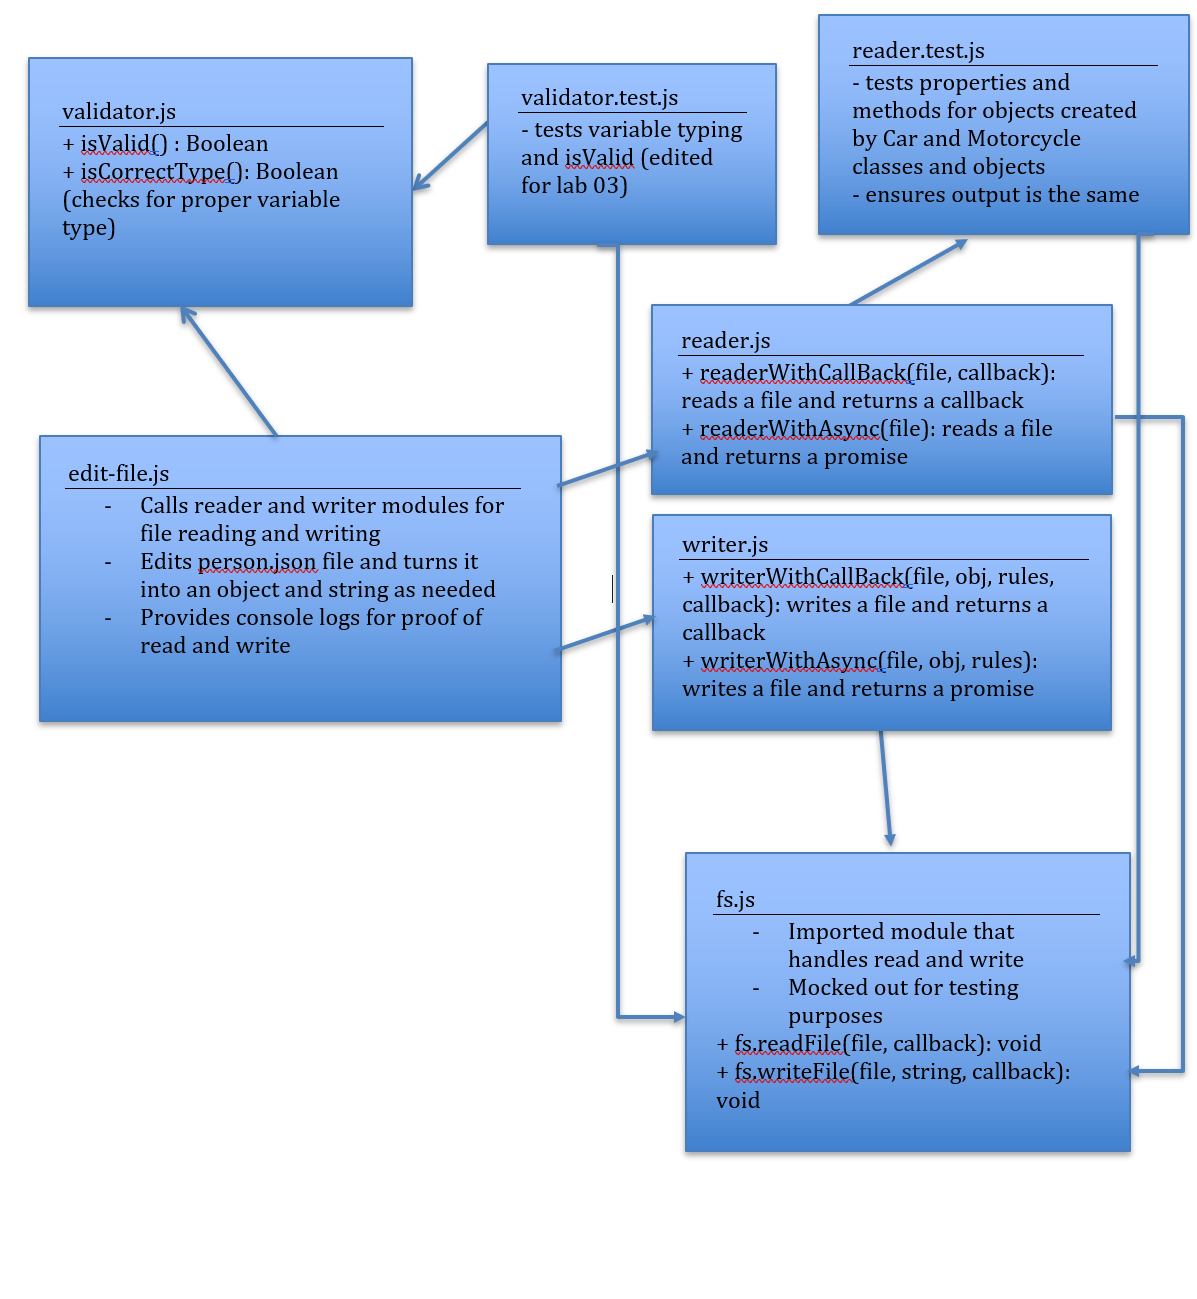 validator.js
+ isValid() : Boolean
+ isCorrectType(): Boolean
(checks for proper variable
type)
validator.test.js
- tests variable typing
and isValid (edited
for lab 03)
reader.test.js
- tests properties and
methods for objects created
by Car and Motorcycle
classes and objects
- ensures output is the same
reader.js
+ readerWithCallBack(file, callback):
reads a file and returns a callback
+ readerWithAsync(file): reads a file
and returns a promise
edit-file.js
- Calls reader and writer modules for
file reading and writing
- Edits person.json file and turns it
into an object and string as needed
- Provides console logs for proof of
read and write
writer.js
+ writerWithCallBack(file, obj, rules,
callback): writes a file and returns a
callback
+ writerWithAsync(file, obj, rules):
writes a file and returns a promise
fs.js
- Imported module that
handles read and write
- Mocked out for testing
purposes
+ fs.readFile(file, callback): void
+ fs.writeFile(file, string, callback):
void